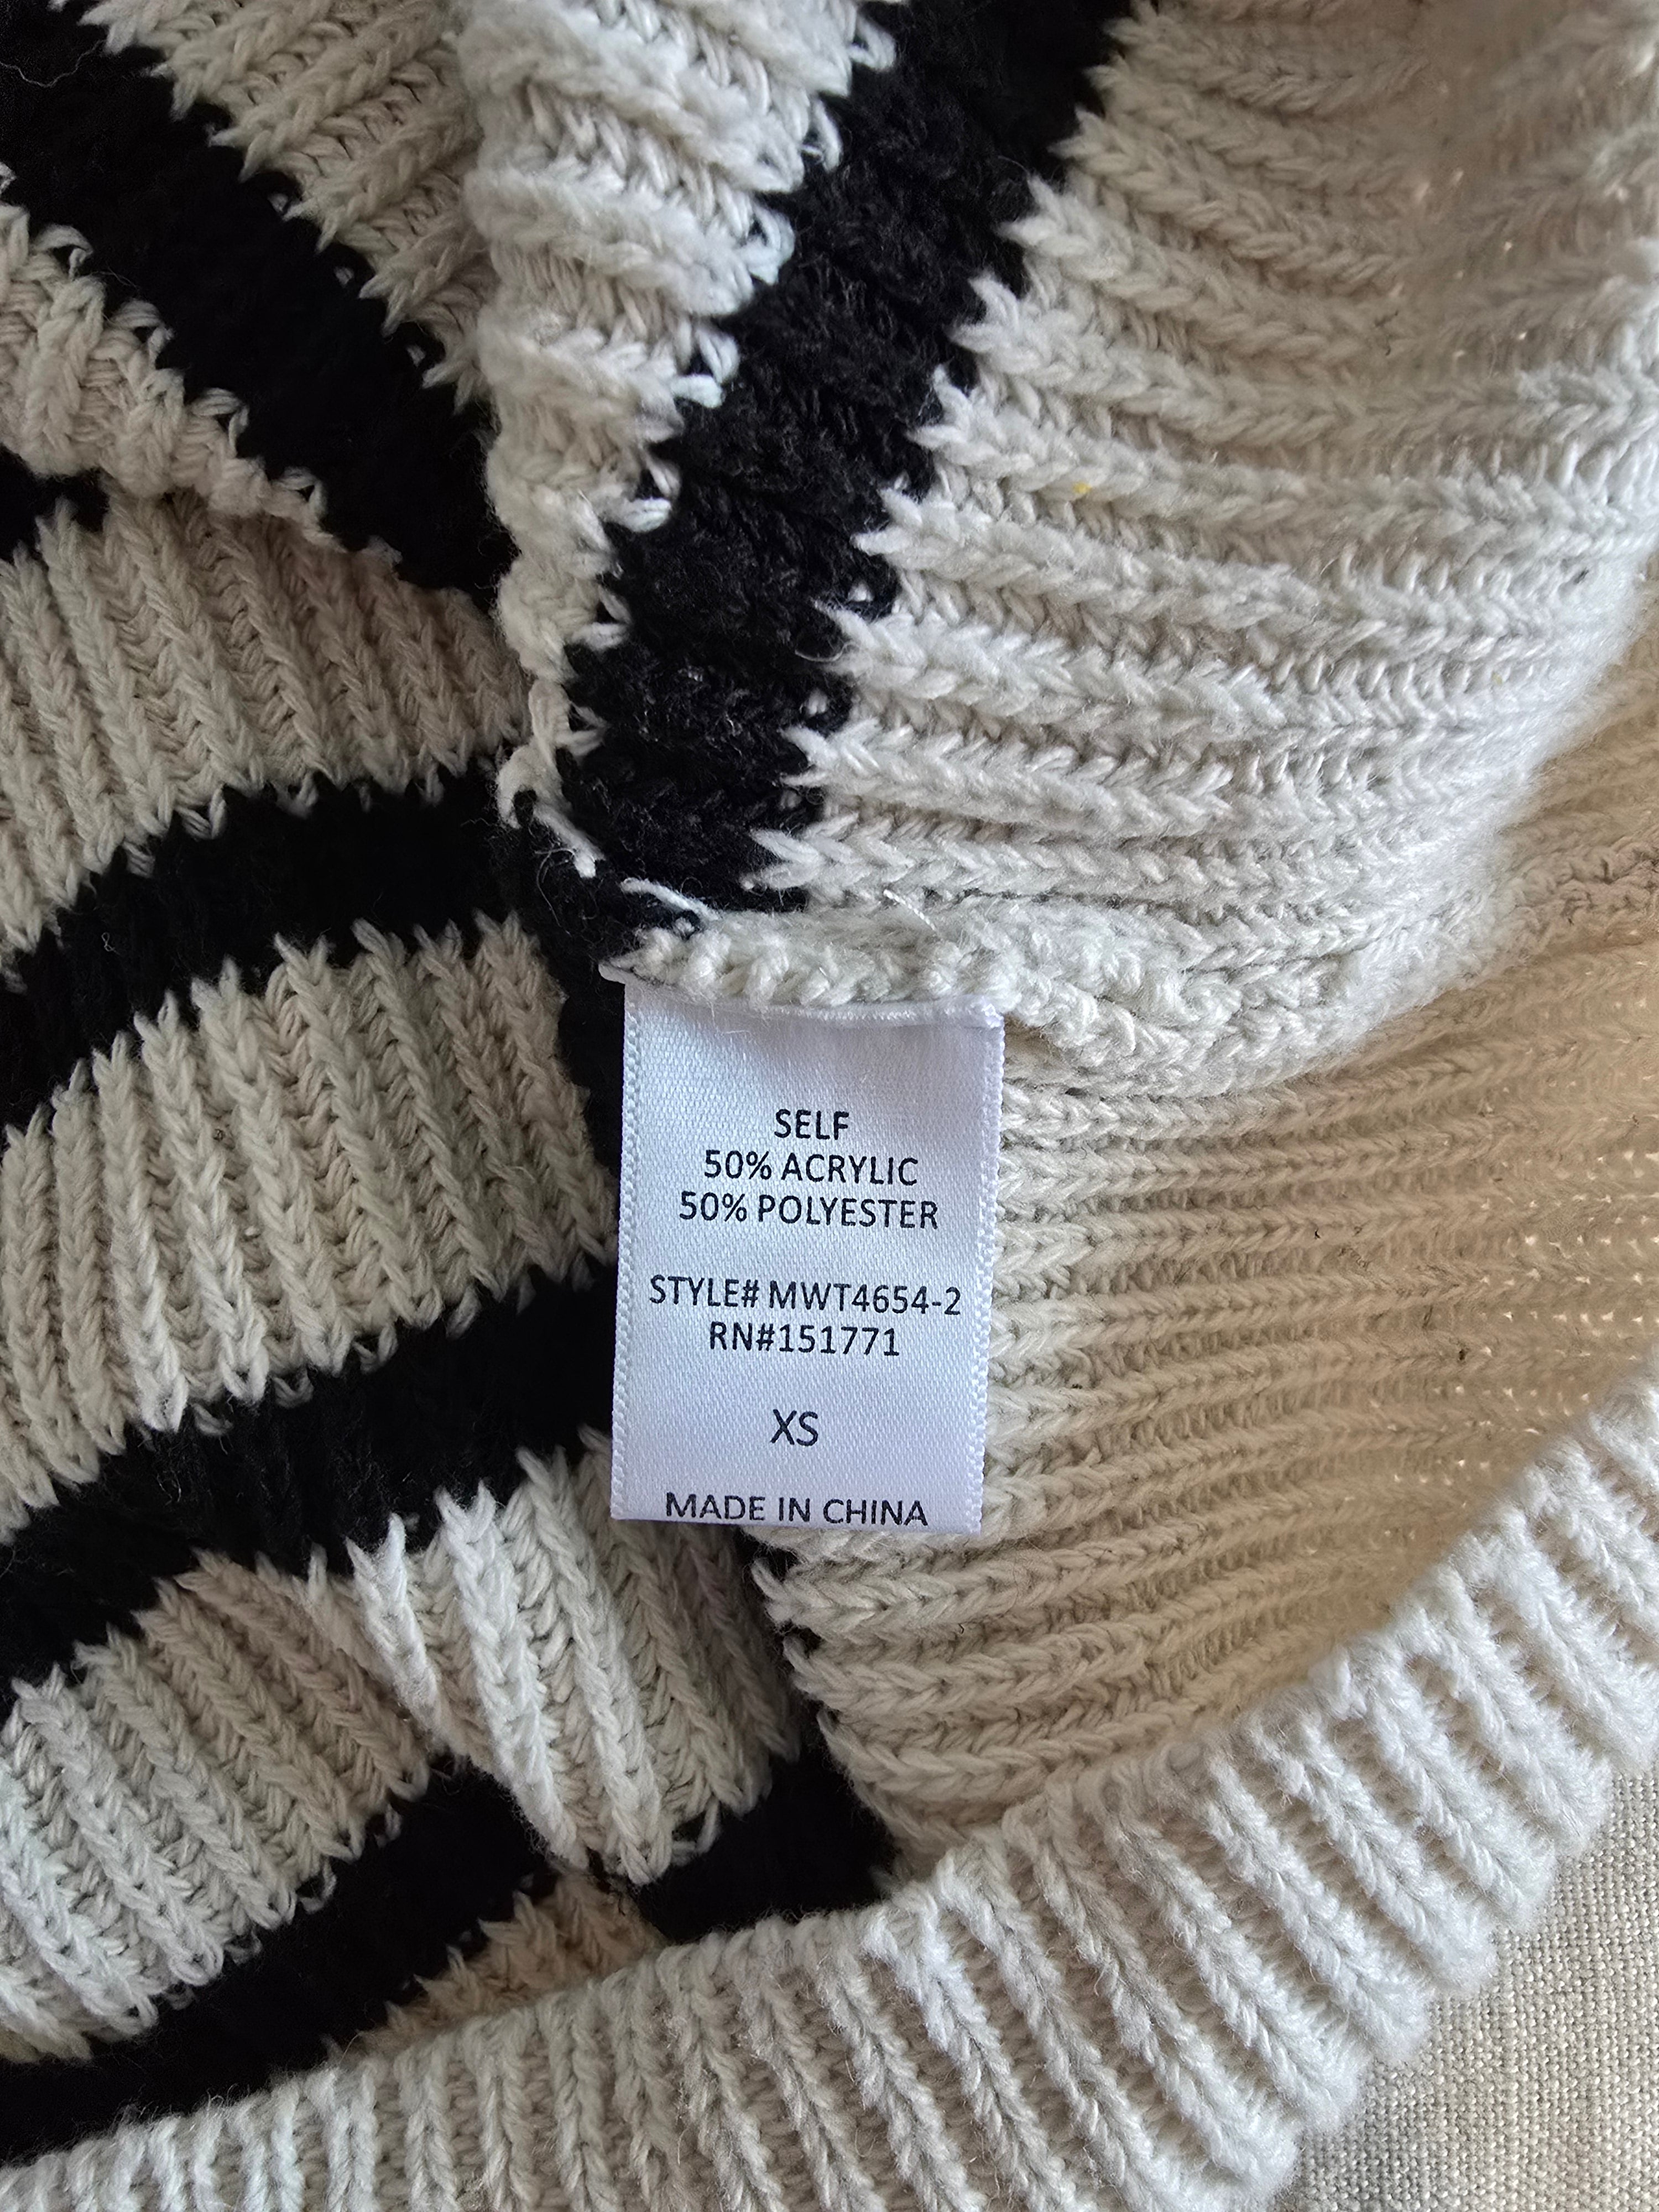 SELF
50% ACRYLIC
50% POLYESTER
STYLE# MWT4654-2
RN#151771
XS
MADE IN CHINA